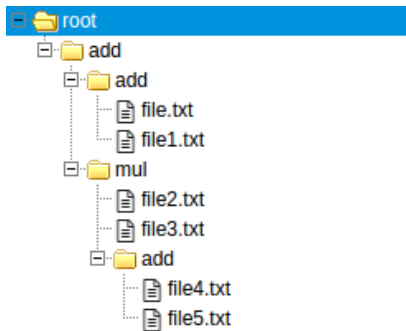 root
add
add
file.txt
file1.txt
mul
file2.txt
file3.txt
add
file4.txt
file5.txt